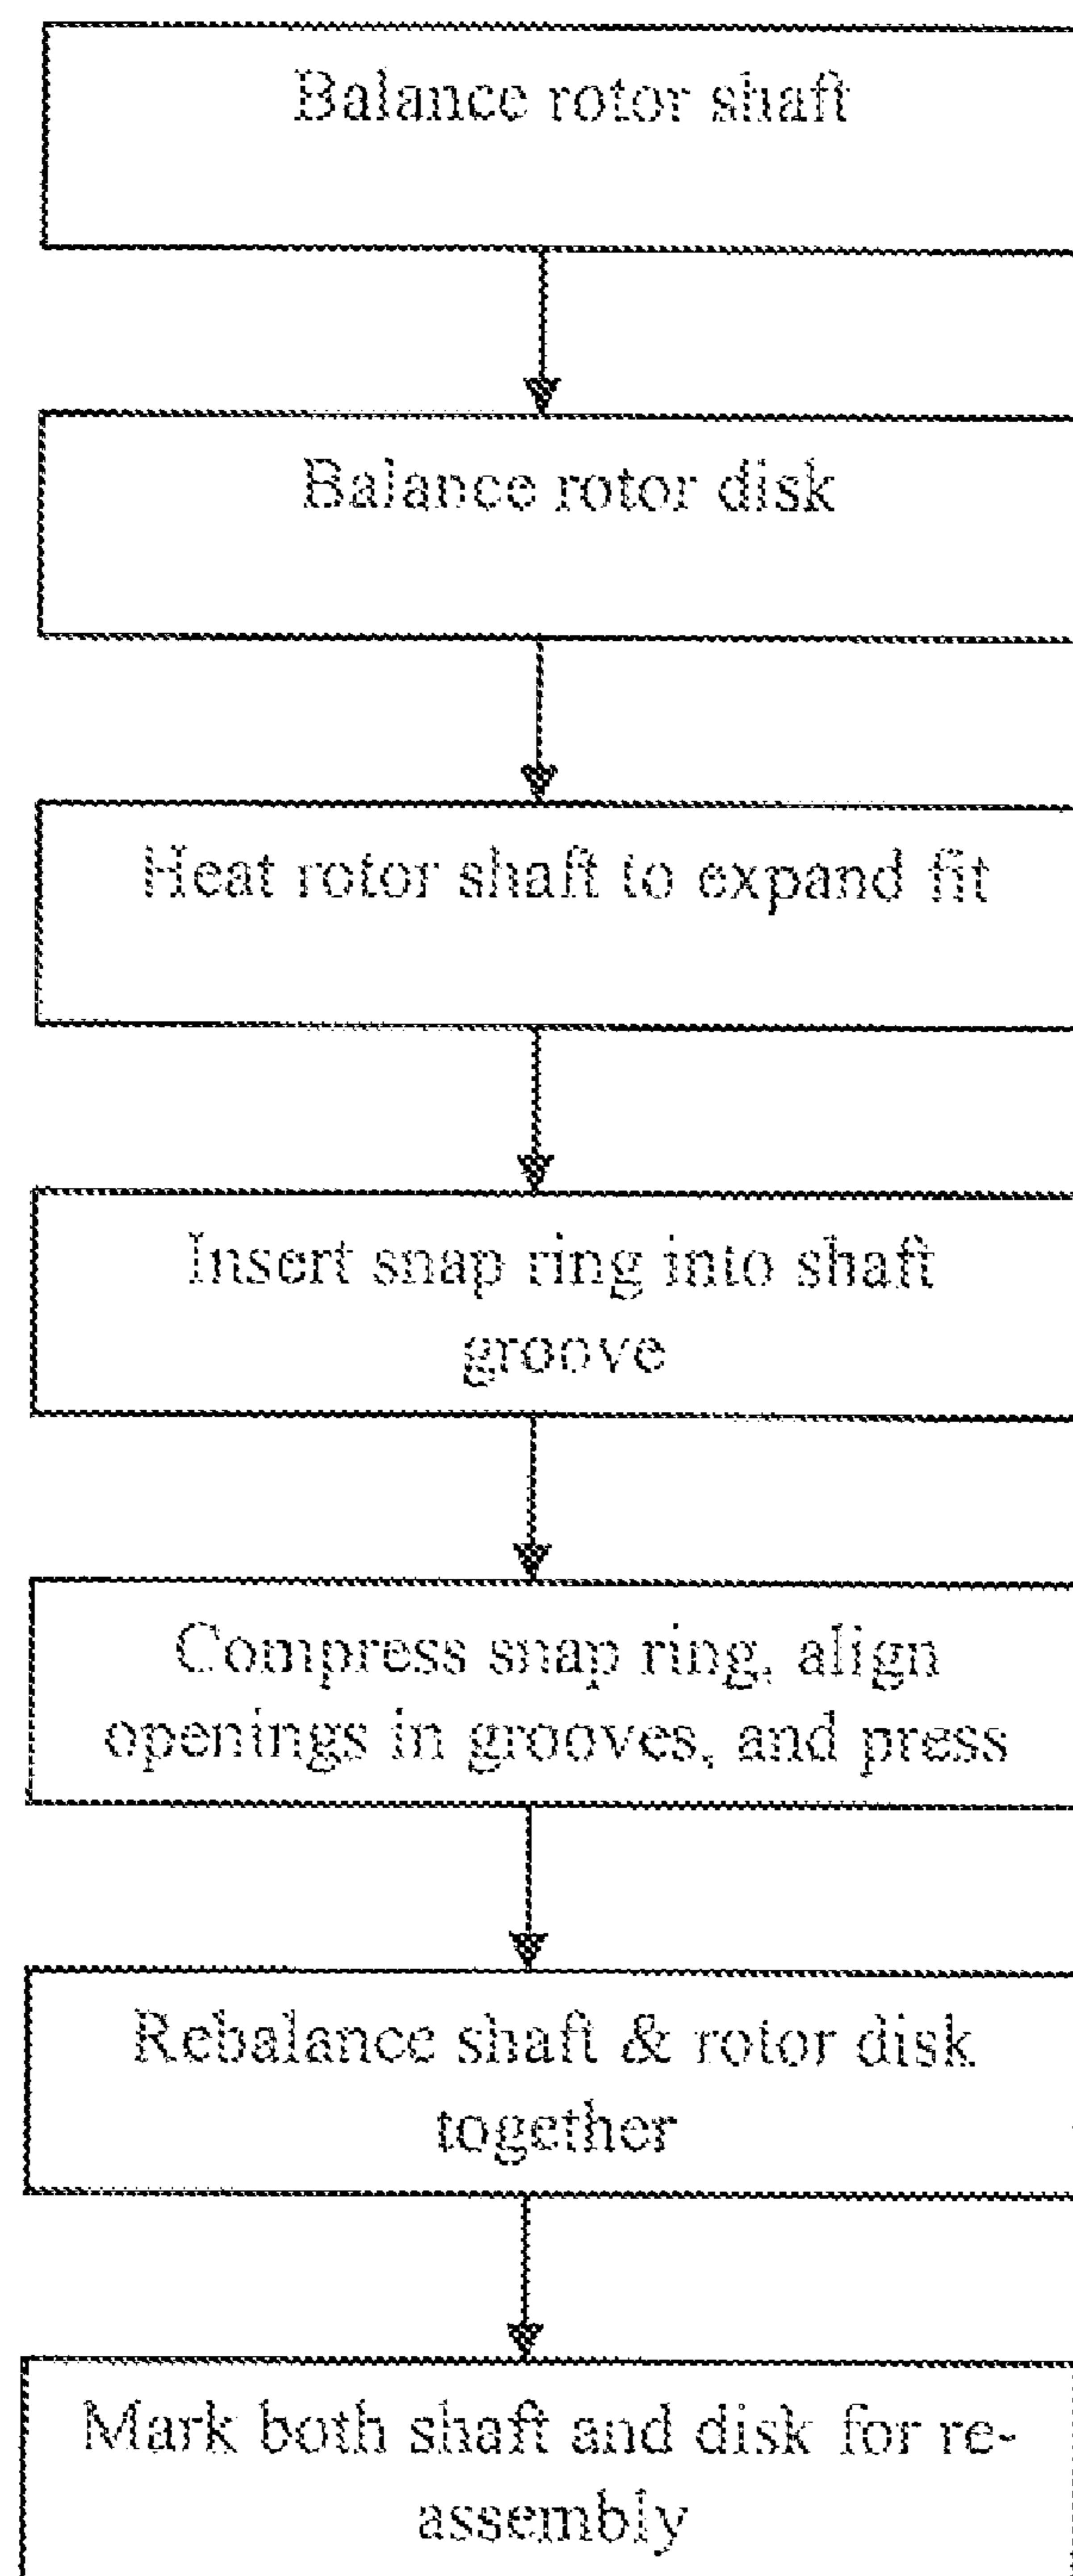 Balance rotor shaft
Balance rotor disk
Heat rotor shaft to expand fit
Insert snap ring into shaft
groove
Compress snap ring, align
openings in grooves, and press
Rebalance shaft & rotor disk
together
Mark both shaft and disk for re-
assembly